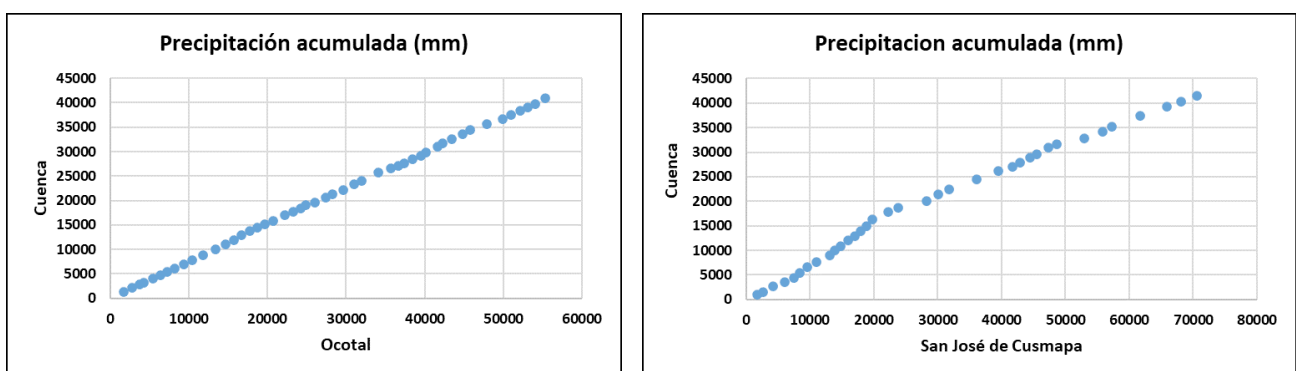 Precipitación acumulada (mm)
45000
40000
35000
30000
25000
20000
15000
10000
5000
0
Cuenca
0 10000 20000 30000 40000 50000 60000
Ocotal
Precipitacion acumulada (mm)
45000
40000
35000
30000
25000
20000
15000
10000
5000
0
Cuenca
0 10000 20000 30000 40000 50000 60000 70000 80000
San José de Cusmapa